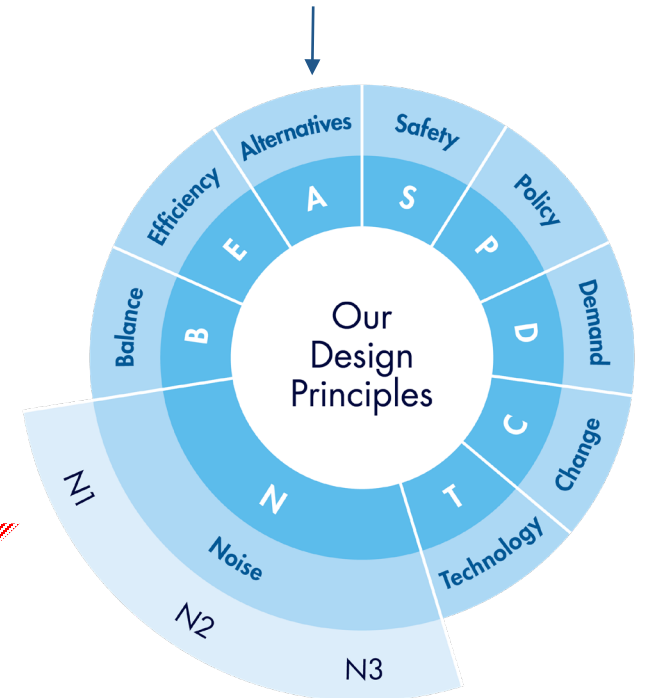 Alternatives
Safety
Policy
Demand
Change
Technology
Noise
Balance
Efficiency
A
S
P
D
C
T
N
B
E
Our
Design
Principles
N1
N2
N3